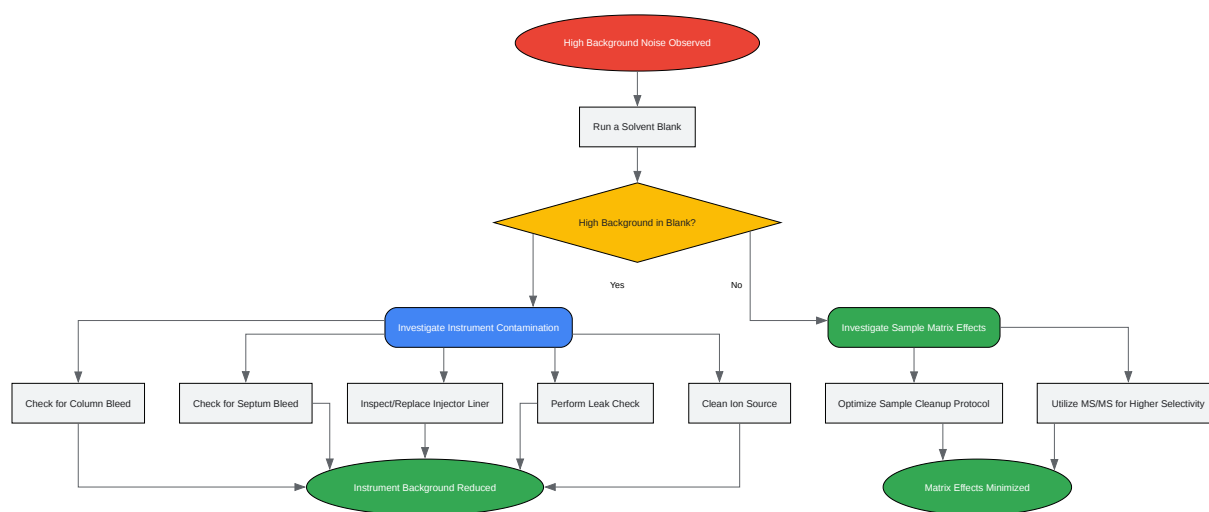 High Background Noise Observed
Run a Solvent Blank
High Background in Blank?
Yes
No
Investigate Instrument Contamination
Investigate Sample Matrix Effects
Check for Column Bleed
Check for Septum Bleed
Inspect/Replace Injector Liner
Perform Leak Check
Clean Ion Source
Optimize Sample Cleanup Protocol
Utilize MS/MS for Higher Selectivity
Instrument Background Reduced
Matrix Effects Minimized